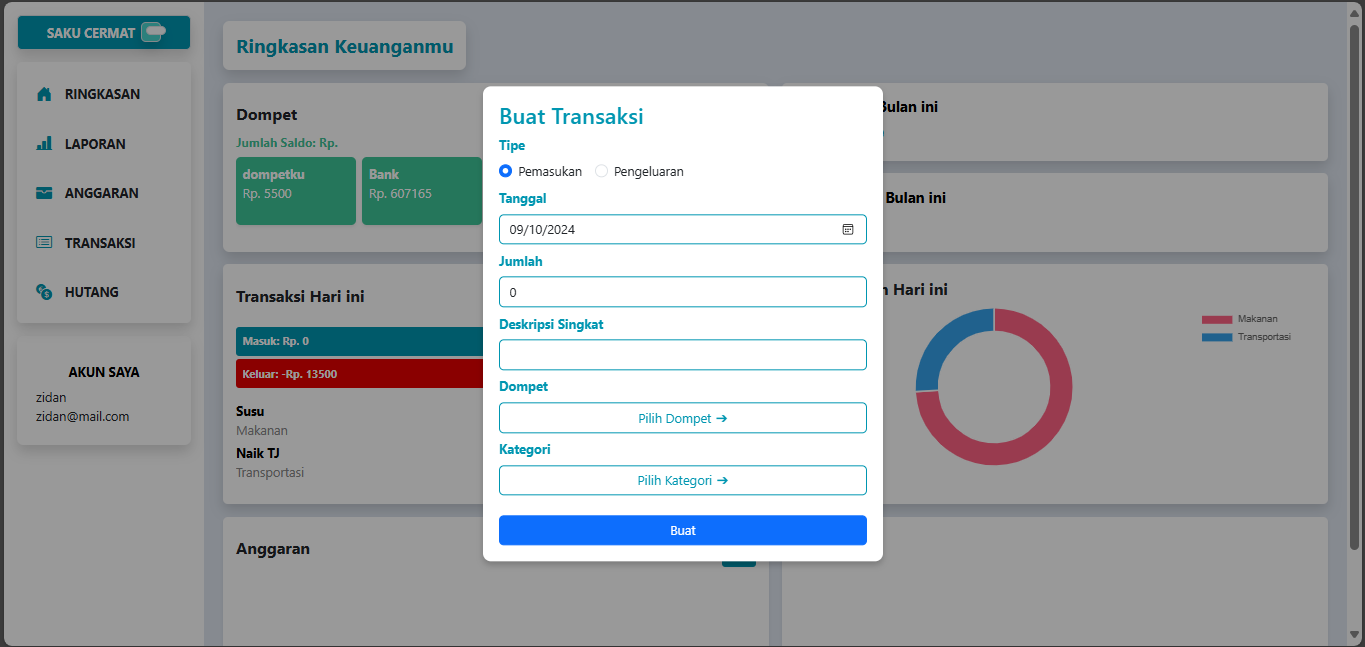 SAKU CERMAT
RINGKASAN
LAPORAN
ANGGARAN
TRANSAKSI
HUTANG
AKUN SAYA
zidan
zidan@mail.com
Ringkasan Keuanganmu
Dompet
Jumlah Saldo: Rp.
dompetku
Rp. 5500
Bank
Rp. 607165
Transaksi Hari ini
Masuk: Rp. 0
Keluar: -Rp. 13500
Susu
Makanan
Naik TJ
Transportasi
Anggaran
Buat Transaksi
Tipe
Pemasukan Pengeluaran
Tanggal
09/10/2024
Jumlah
0
Deskripsi Singkat
Dompet
Pilih Dompet →
Kategori
Pilih Kategori →
Buat
Bulan ini
Bulan ini
Hari ini
Makanan
Transportasi